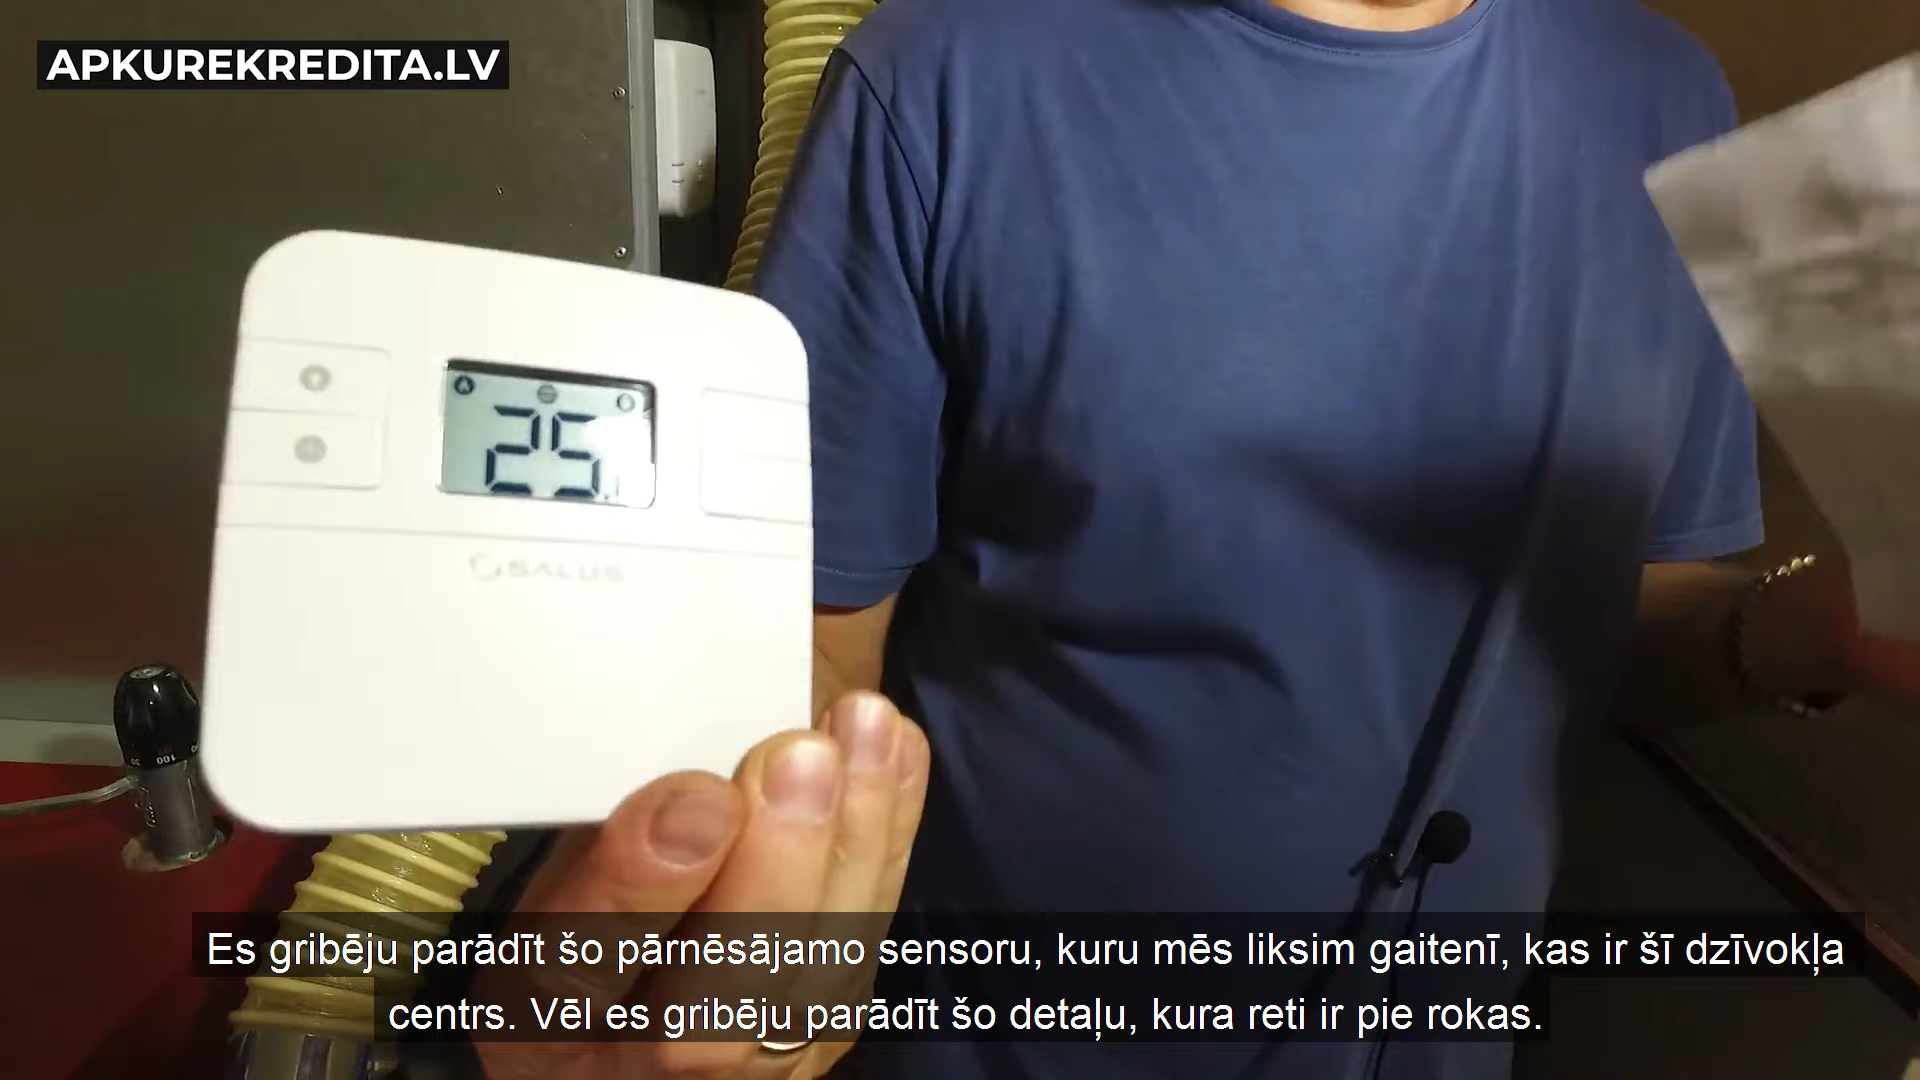 APKUREKREDITA.LV
25
SALUS
100
Es gribēju parādīt šo pārnēsājamo sensoru, kuru mēs liksim gaitenī, kas ir šī dzīvokļa
centrs. Vēl es gribēju parādīt šo detaļu, kura reti ir pie rokas.